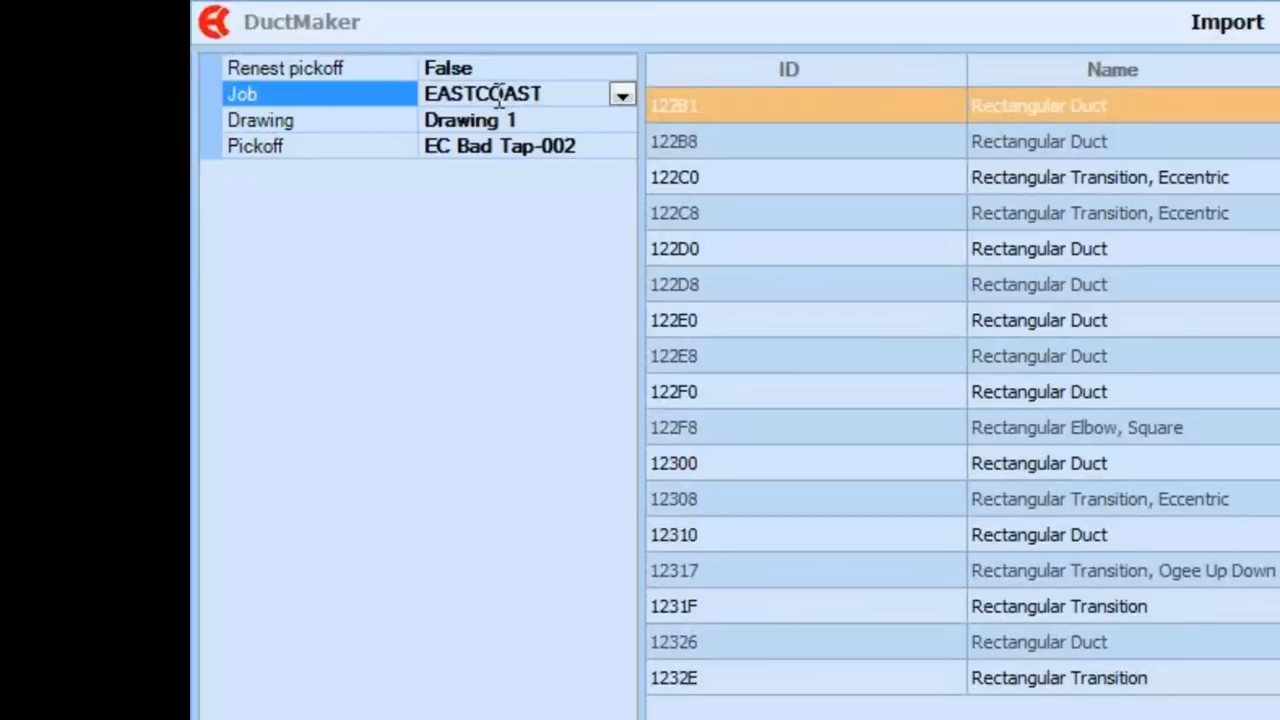 DuctMaker Import
Renest pickoff False
Job EASTCOAST
Drawing Drawing 1
Pickoff EC Bad Tap-002
ID Name
122B1 Rectangular Duct
122B8 Rectangular Duct
122C0 Rectangular Transition, Eccentric
122C8 Rectangular Transition, Eccentric
122D0 Rectangular Duct
122D8 Rectangular Duct
122E0 Rectangular Duct
122E8 Rectangular Duct
122F0 Rectangular Duct
122F8 Rectangular Elbow, Square
12300 Rectangular Duct
12308 Rectangular Transition, Eccentric
12310 Rectangular Duct
12317 Rectangular Transition, Ogee Up Down
1231F Rectangular Transition
12326 Rectangular Duct
1232E Rectangular Transition